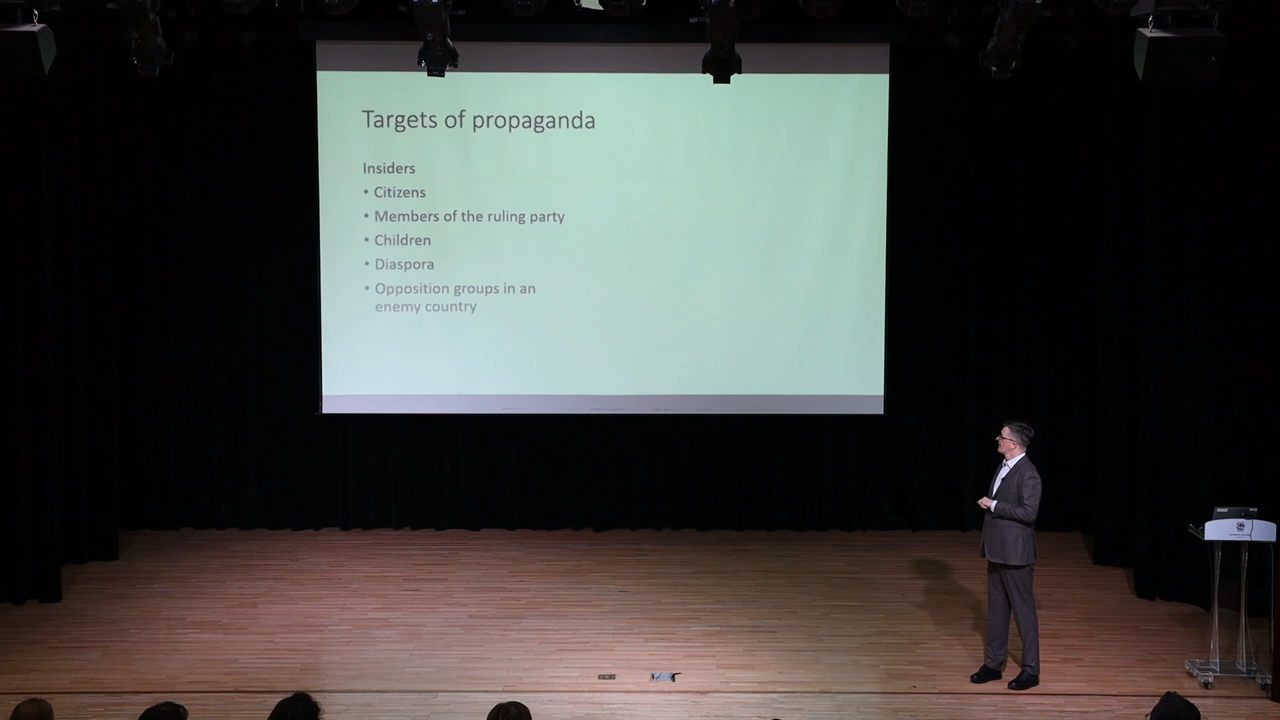 Targets of propaganda
Insiders
• Citizens
• Members of the ruling party
• Children
• Diaspora
• Opposition groups in an
enemy country